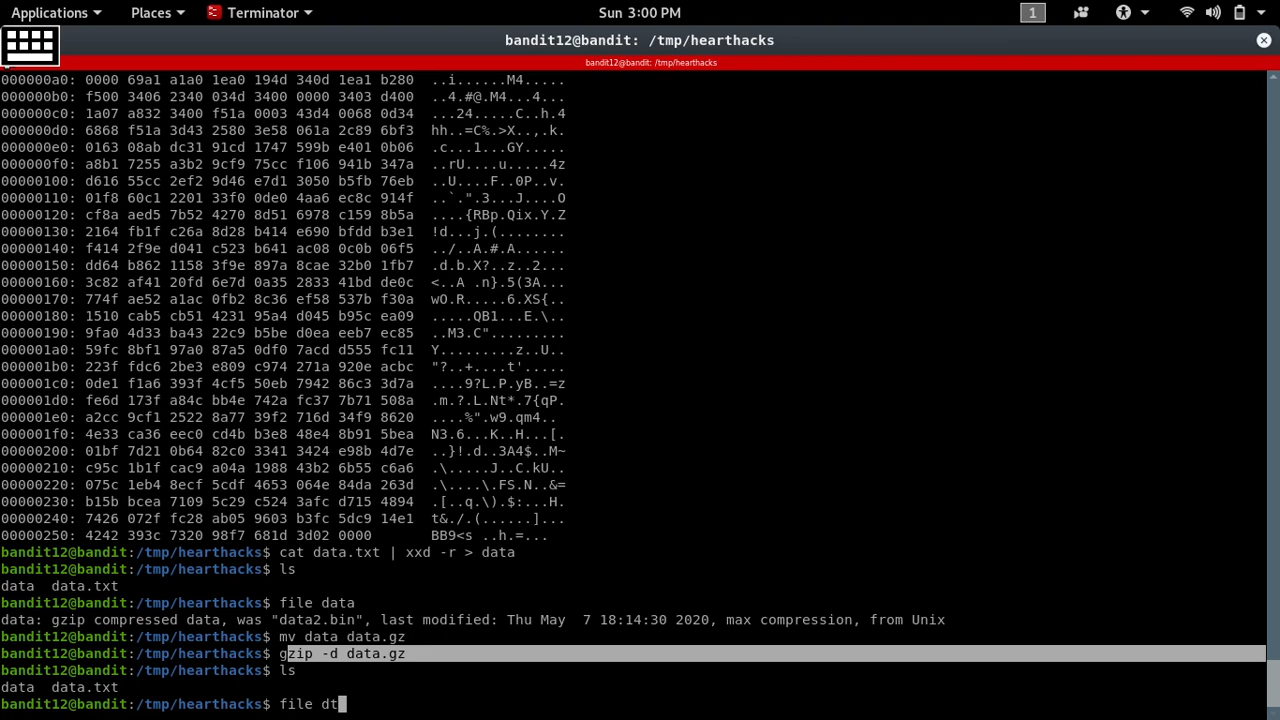 Applications Places Terminator Sun 3:00 PM 1
bandit12@bandit: /tmp/hearthacks
bandit12@bandit: /tmp/hearthacks
000000a0: 0000 69a1 a1a0 1ea0 194d 340d 1ea1 b280 ..i......M4.....
000000b0: f500 3406 2340 034d 3400 0000 3403 d400 ..4.#@.M4...4...
000000c0: 1a07 a832 3400 f51a 0003 43d4 0068 0d34 ...24.....C..h.4
000000d0: 6868 f51a 3d43 2580 3e58 061a 2c89 6bf3 hh..=C%.>X..,.k.
000000e0: 0163 08ab dc31 91cd 1747 599b e401 0b06 .c...1...GY.....
000000f0: a8b1 7255 a3b2 9cf9 75cc f106 941b 347a ..rU....u.....4z
00000100: d616 55cc 2ef2 9d46 e7d1 3050 b5fb 76eb ..U....F..0P..v.
00000110: 01f8 60c1 2201 33f0 0de4 4aa6 ec8c 914f ..`.".3...J....O
00000120: cf8a aed5 7b52 4270 8d51 6978 c159 8b5a ....{RBp.Qix.Y.Z
00000130: 2164 fb1f c26a 8d28 b414 e690 bfdd b3e1 !d...j.(........
00000140: f414 2f9e d041 c523 b641 ac08 0c0b 06f5 ../..A.#.A......
00000150: dd64 b862 1158 3f9e 897a 8cae 32b0 1fb7 .d.b.X?..z..2...
00000160: 3c82 af41 20fd 6e7d 0a35 2833 41bd de0c <..A .n}.5(3A...
00000170: 774f ae52 a1ac 0fb2 8c36 ef58 537b f30a wO.R.....6.XS{..
00000180: 1510 cab5 cb51 4231 95a4 d045 b95c ea09 .....QB1...E.\..
00000190: 9fa0 4d33 ba43 22c9 b5be d0ea eeb7 ec85 ..M3.C".........
000001a0: 59fc 8bf1 97a0 87a5 0df0 7acd d555 fc11 Y.........z..U..
000001b0: 223f fdc6 2be3 e809 c974 271a 920e acbc "?..+....t'.....
000001c0: 0de1 f1a6 393f 4cf5 50eb 7942 86c3 3d7a ....9?L.P.yB..=z
000001d0: fe6d 173f a84c bb4e 742a fc37 7b71 508a .m.?.L.Nt*.7{qP.
000001e0: a2cc 9cf1 2522 8a77 39f2 716d 34f9 8620 ....%".w9.qm4..
000001f0: 4e33 ca36 eec0 cd4b b3e8 48e4 8b91 5bea N3.6...K..H...[.
00000200: 01bf 7d21 0b64 82c0 3341 3424 e98b 4d7e ..}!.d..3A4$..M~
00000210: c95c 1b1f cac9 a04a 1988 43b2 6b55 c6a6 .\.....J..C.kU..
00000220: 075c 1eb4 8ecf 5cdf 4653 064e 84da 263d .\....\.FS.N..&=
00000230: b15b bcea 7109 5c29 c524 3afc d715 4894 .[..q.\).$:...H.
00000240: 7426 072f fc28 ab05 9603 b3fc 5dc9 14e1 t&./.(......]...
00000250: 4242 393c 7320 98f7 681d 3d02 0000 BB9<s ..h.=...
bandit12@bandit:/tmp/hearthacks$ cat data.txt | xxd -r > data
bandit12@bandit:/tmp/hearthacks$ ls
data data.txt
bandit12@bandit:/tmp/hearthacks$ file data
data: gzip compressed data, was "data2.bin", last modified: Thu May  7 18:14:30 2020, max compression, from Unix
bandit12@bandit:/tmp/hearthacks$ mv data data.gz
bandit12@bandit:/tmp/hearthacks$ gzip -d data.gz
bandit12@bandit:/tmp/hearthacks$ ls
data data.txt
bandit12@bandit:/tmp/hearthacks$ file dt